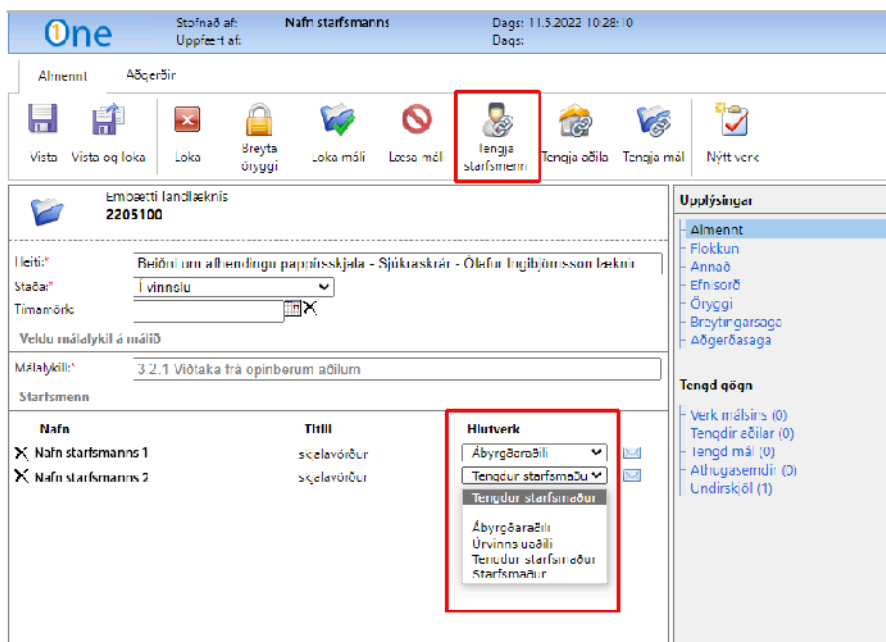 One
Stofnað af: Nafn starfsmanns Dags: 11.5.2022 10:28:10
Uppfært af: Dags:
Almennt Aðgerðir
Vista Vista og loka Loka Breyta öryggi Loka máli Læsa máli Tengja starfsmenn Tengja aðila Tengja mál Nýtt verk
Embætti landlæknis
2205100
Heiti:* Beiðni um afhendingu pappírsskjala - Sjúkraskrár - Ólafur Ingibjörnsson læknir
Staða:* Í vinnslu
Tímamörk:
Veldu málalykil á málið
Málalykill:* 3.2.1 Viðtaka frá opinberum aðilum
Starfsmenn
Nafn Titill Hlutverk
Nafn starfsmanns 1 skjalavörður Ábyrgðaraðili
Nafn starfsmanns 2 skjalavörður Tengdur starfsmaðu
Tengdur starfsmaður
Ábyrgðaraðili
Úrvinnsluaðili
Tengdur starfsmaður
Starfsmaður
Upplýsingar
Almennt
Flokkun
Annað
Efnisorð
Öryggi
Breytingarsaga
Aðgerðasaga
Tengd gögn
Verk málsins (0)
Tengdir aðilar (0)
Tengd mál (0)
Athugasemdir (0)
Undirskjöl (1)